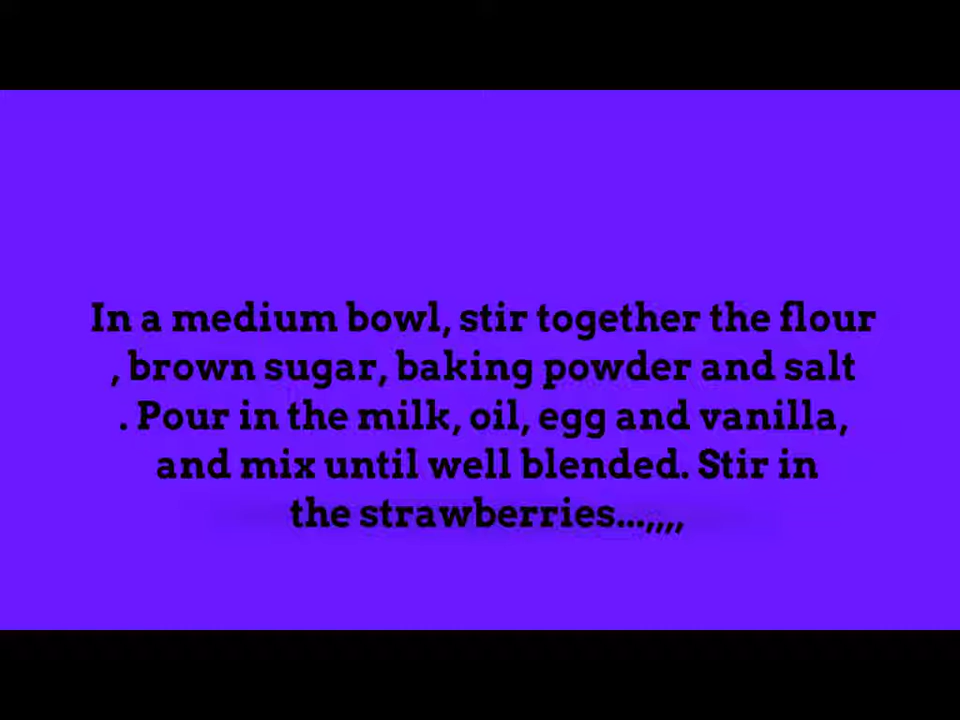 In a medium bowl, stir together the flour
, brown sugar, baking powder and salt
. Pour in the milk, oil, egg and vanilla,
and mix until well blended. Stir in
the strawberries...,,,,